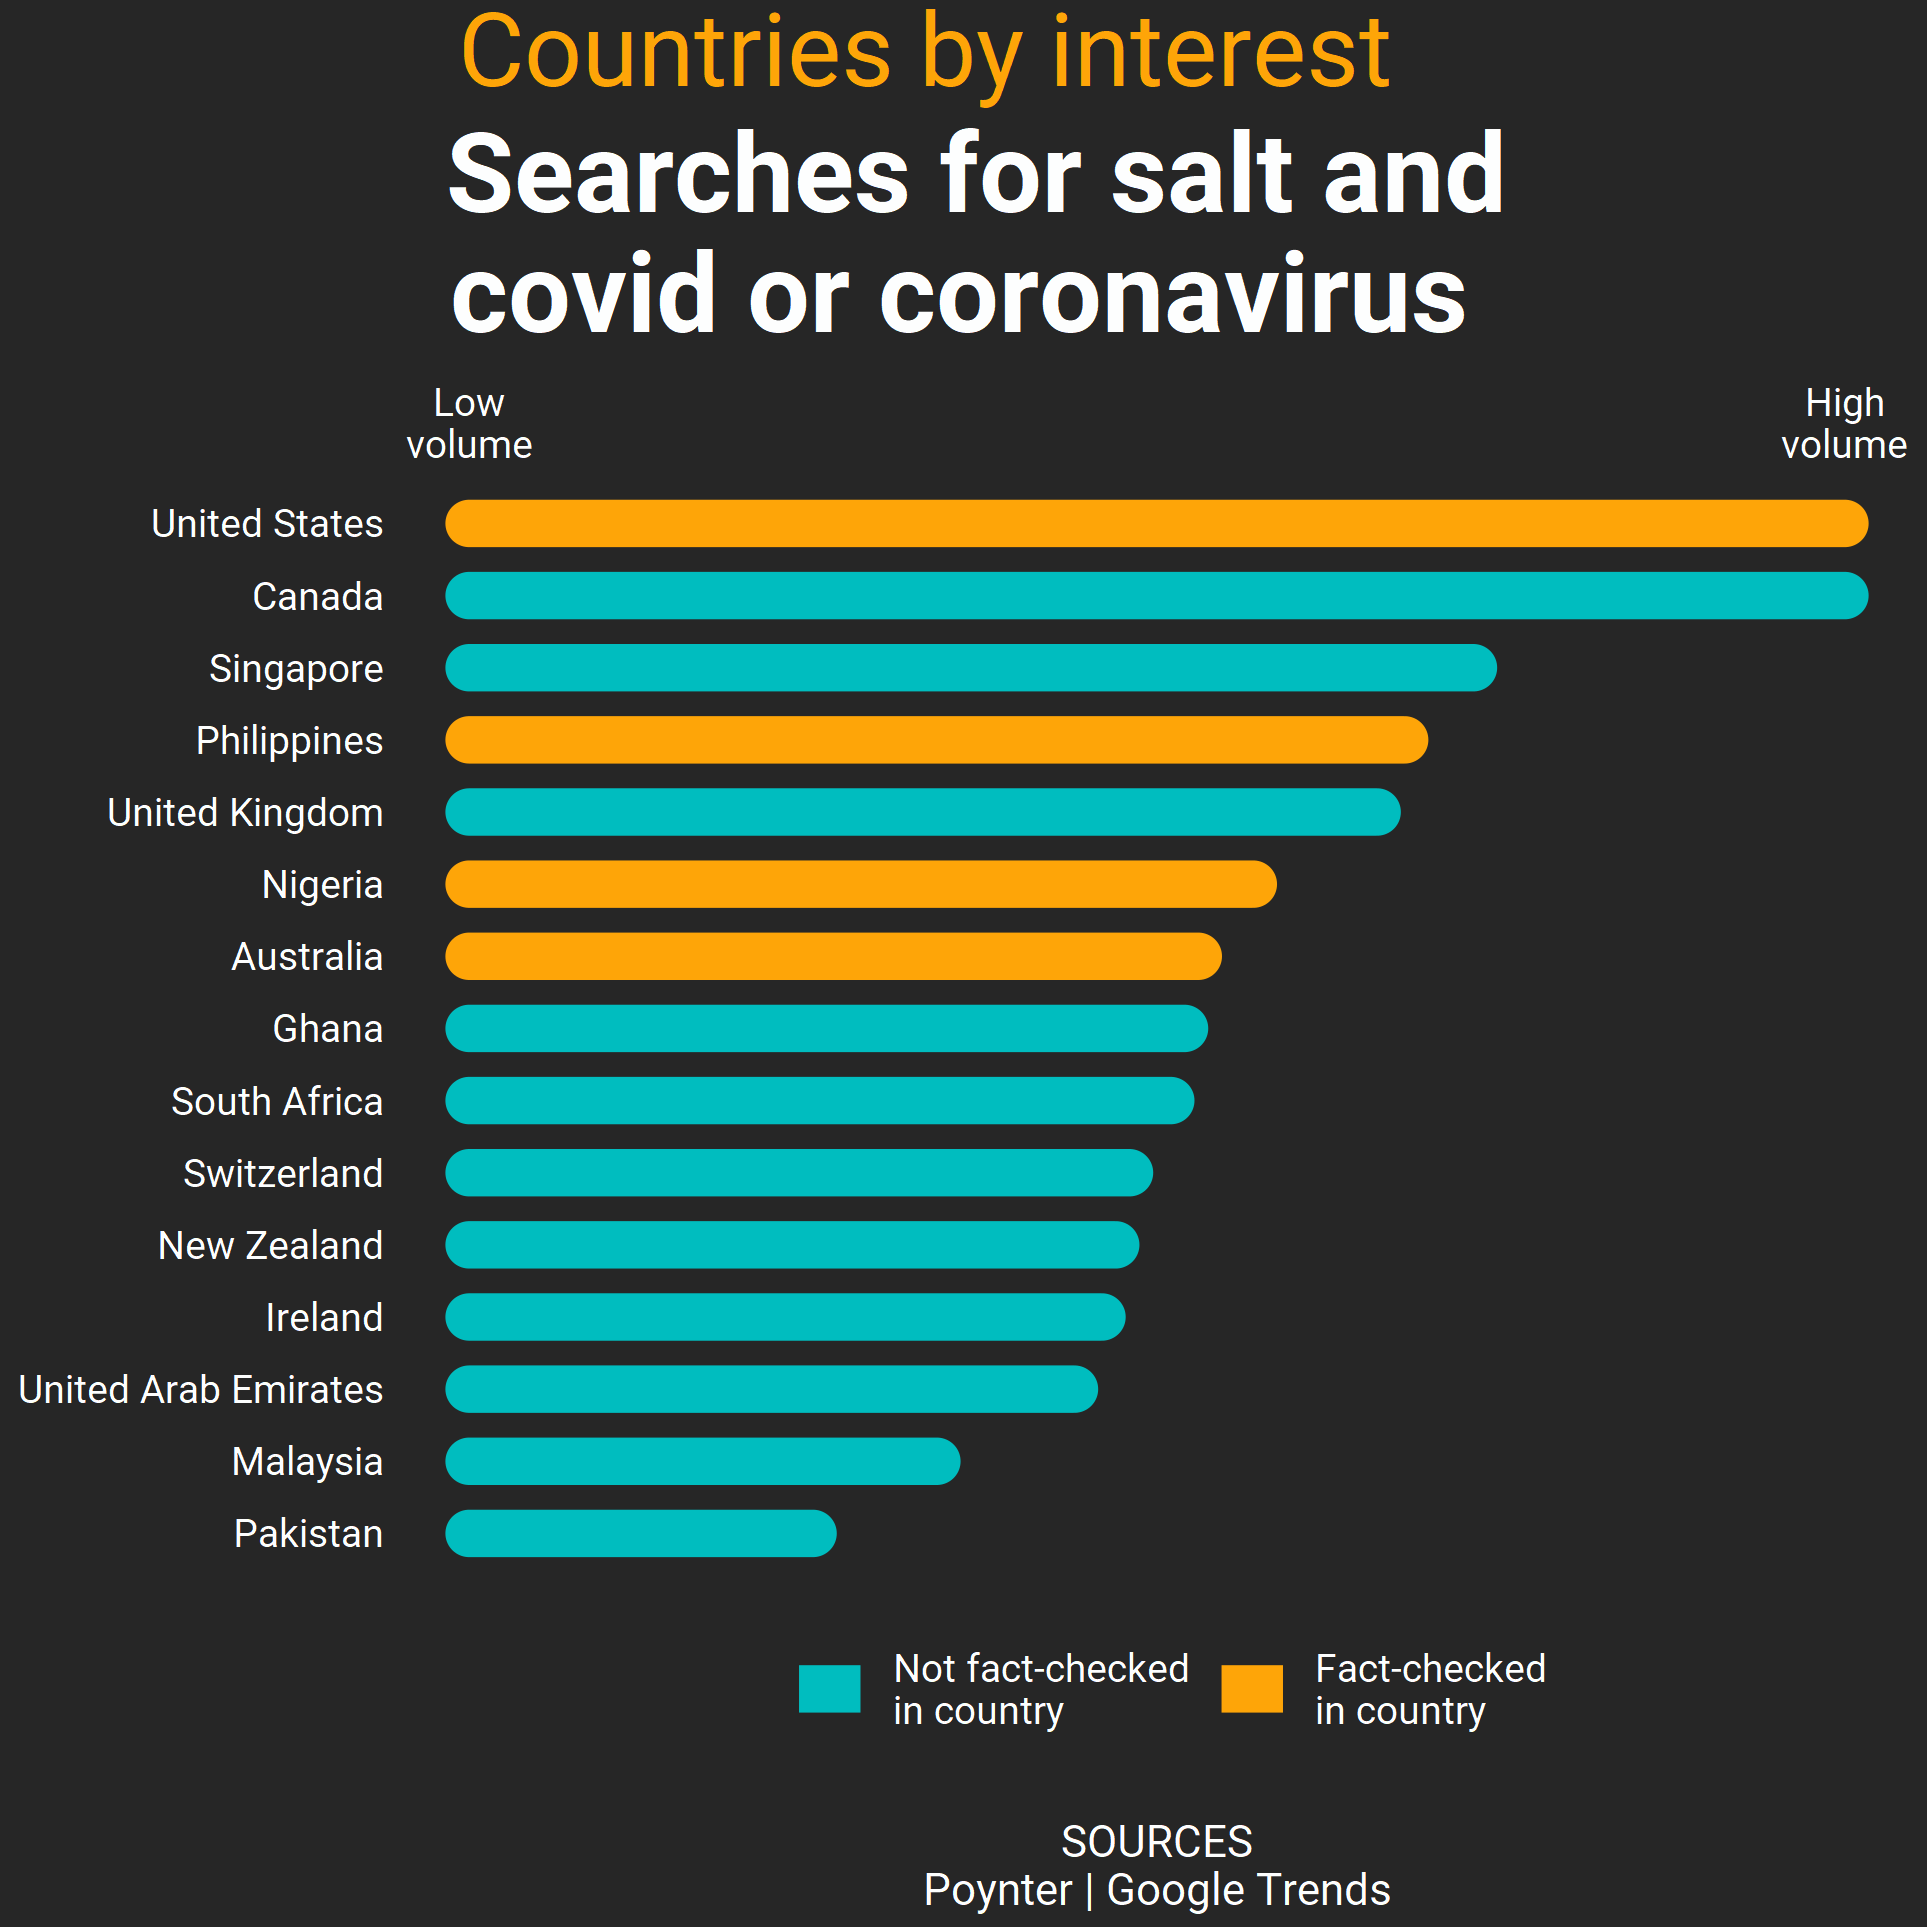 Countries by interest
Searches for salt and
covid or coronavirus
Low
volume
High
volume
United States
Canada
Singapore
Philippines
United Kingdom
Nigeria
Australia
Ghana
South Africa
Switzerland
New Zealand
Ireland
United Arab Emirates
Malaysia
Pakistan
Not fact-checked
in country
Fact-checked
in country
SOURCES
Poynter | Google Trends